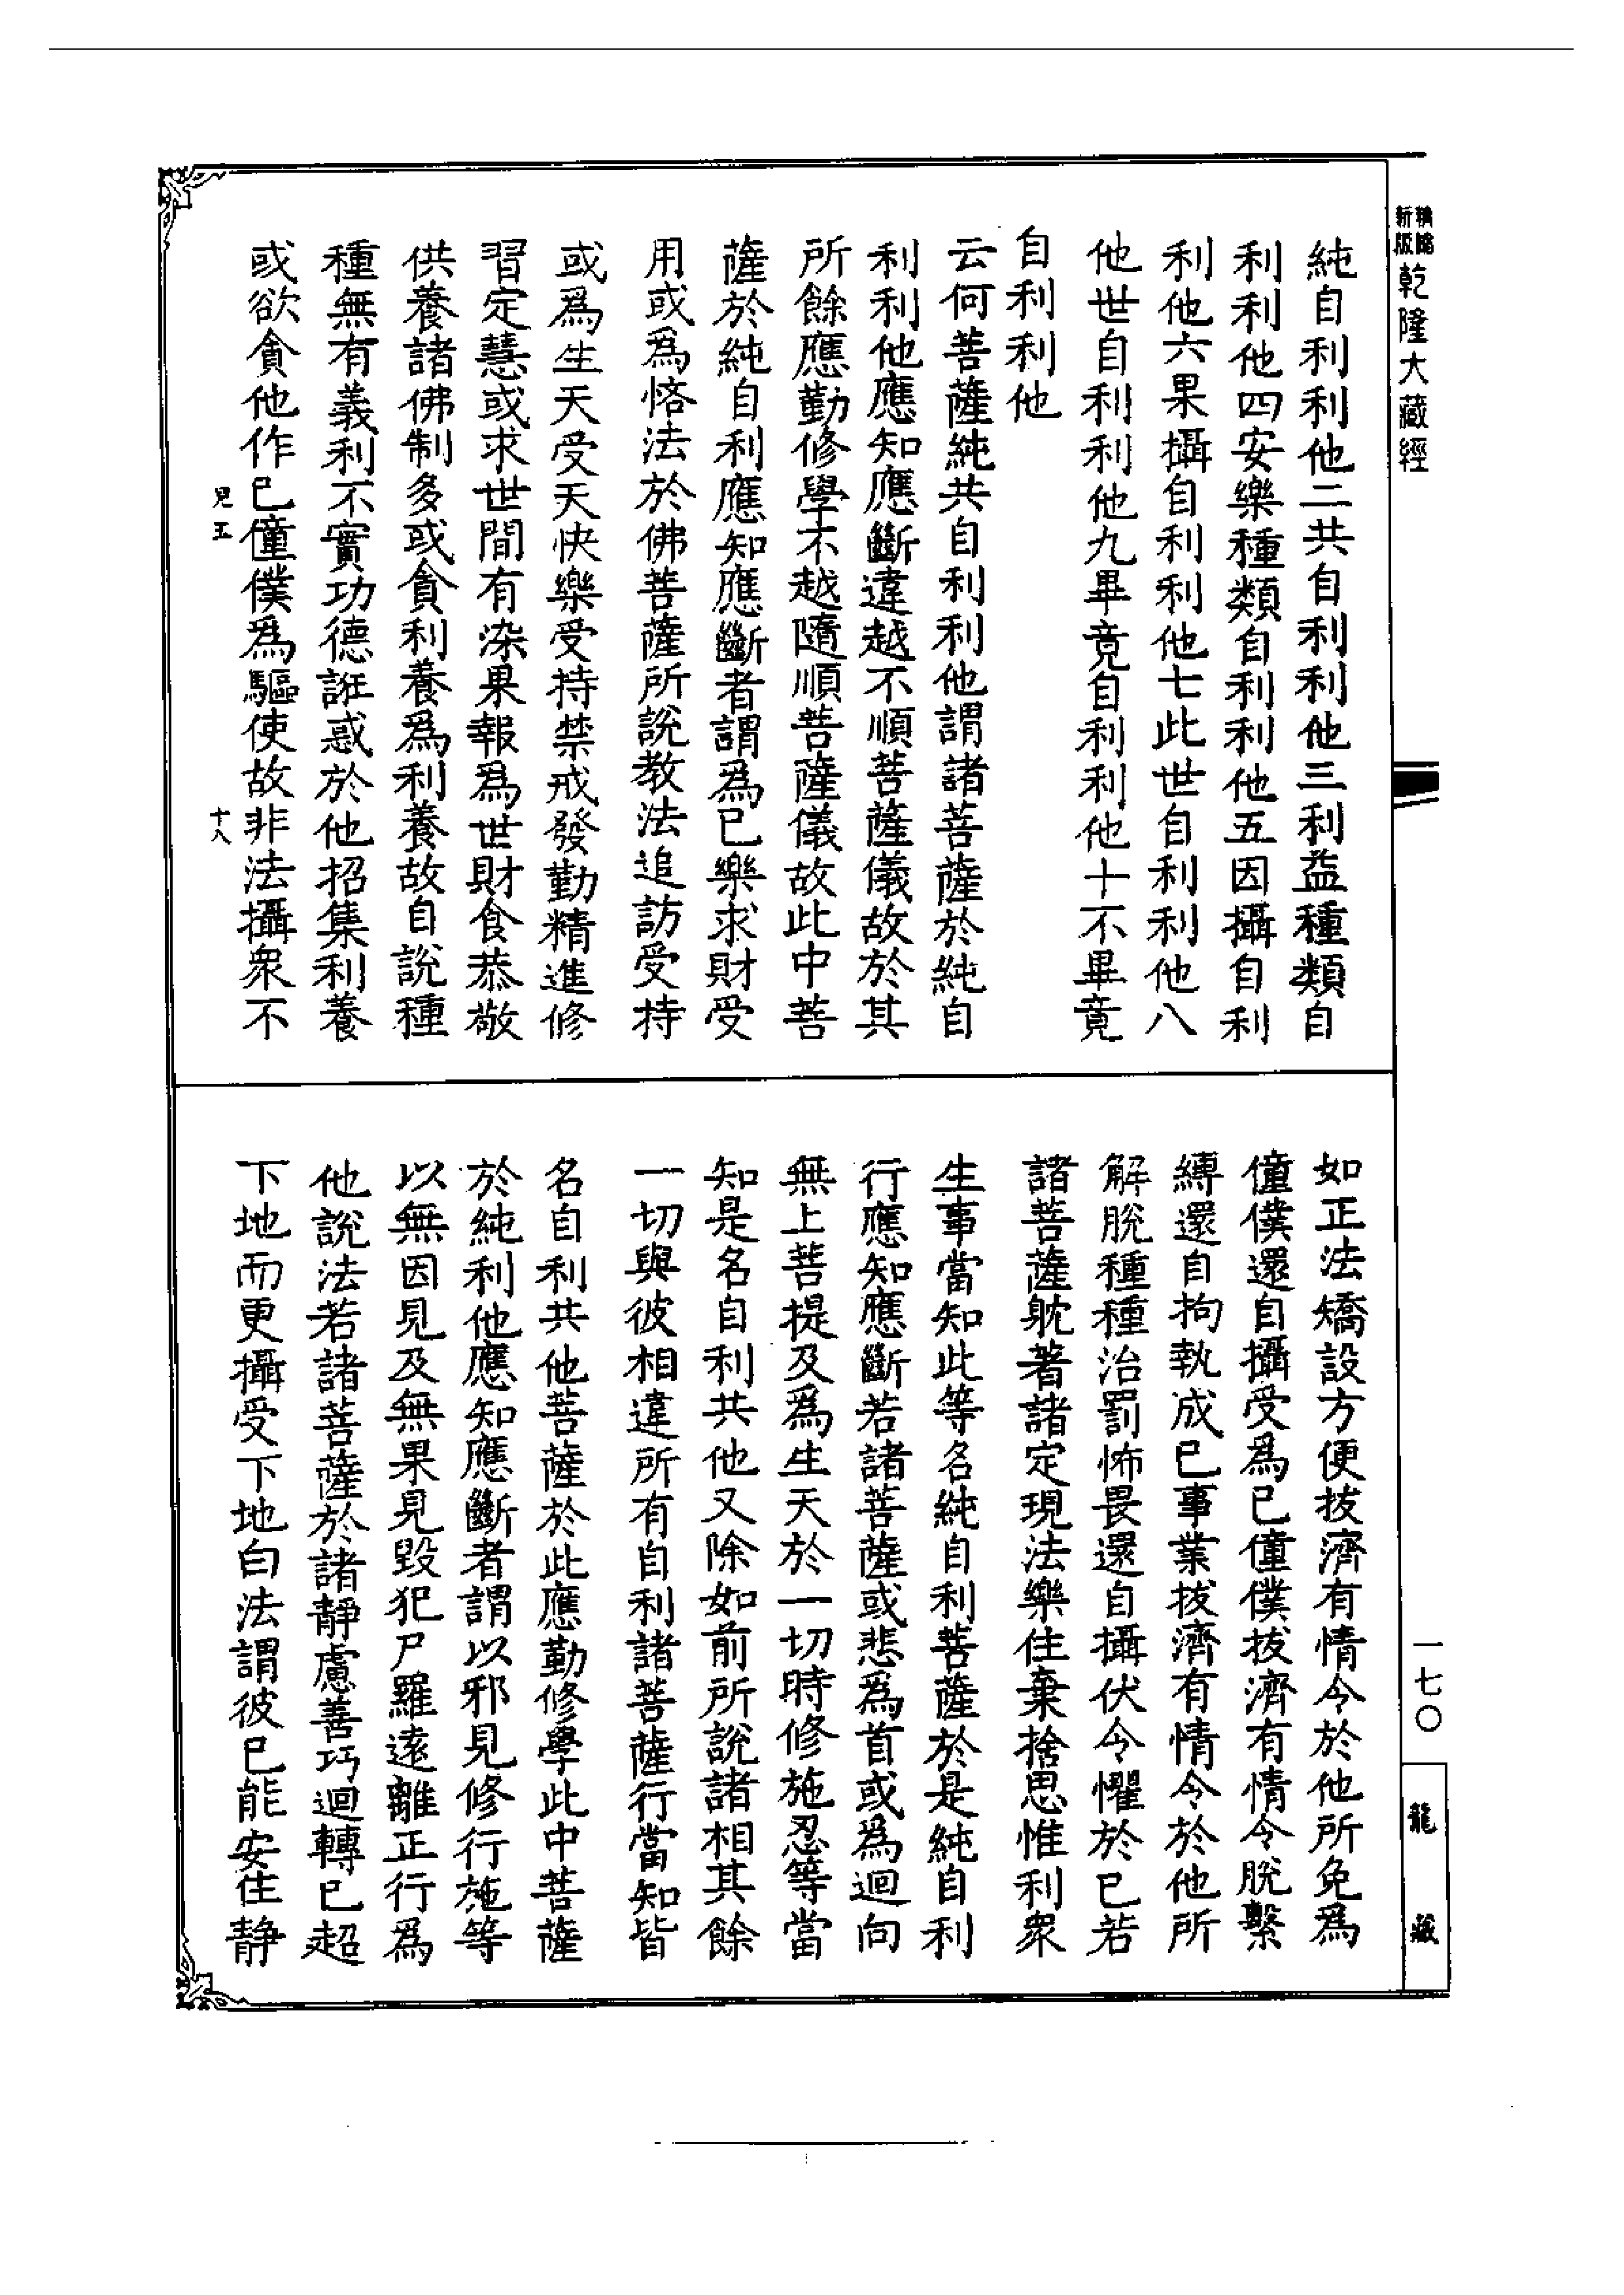 新版
乾隆大藏經
純自利利他二共自利利他三利益種類自
利利他四安樂種類自利利他五因攝自利
利他六果攝自利利他七此世自利利他八
他世自利利他九畢竟自利利他十不畢竟
自利利他
云何菩薩純共自利利他謂諸菩薩於純自
利利他應知應斷違越不順菩薩儀故於其
所餘應勤修學不越隨順菩薩儀故此中菩
薩於純自利應知應斷者謂爲已樂求財受
用或爲悋法於佛菩薩所說教法追訪受持
或爲生天受天快樂受持禁戒發勤精進修
習定慧或求世間有染果報爲世財食恭敬
供養諸佛制多或貪利養爲利養故自說種
種無有義利不實功德誑惑於他招集利養
或欲貪他作已僮僕爲驅使故非法攝衆不
兒五
十八
如正法矯設方便拔濟有情令於他所免爲
僮僕還自攝受爲已僮僕拔濟有情令脫繫
縛還自拘執成已事業拔濟有情令於他所
解脫種種治罰怖畏還自攝伏令懼於已若
諸菩薩躭著諸定現法樂住棄捨思惟利衆
生事當知此等名純自利菩薩於是純自利
行應知應斷若諸菩薩或悲爲首或爲迴向
無上菩提及爲生天於一切時修施忍等當
知是名自利共他又除如前所說諸相其餘
一切與彼相違所有自利諸菩薩行當知皆
名自利共他菩薩於此應勤修學此中菩薩
於純利他應知應斷者謂以邪見修行施等
以無因見及無果見毀犯尸羅遠離正行爲
他說法若諸菩薩於諸靜慮善巧迴轉已超
下地而更攝受下地白法謂彼已能安住靜
一七〇
龍藏